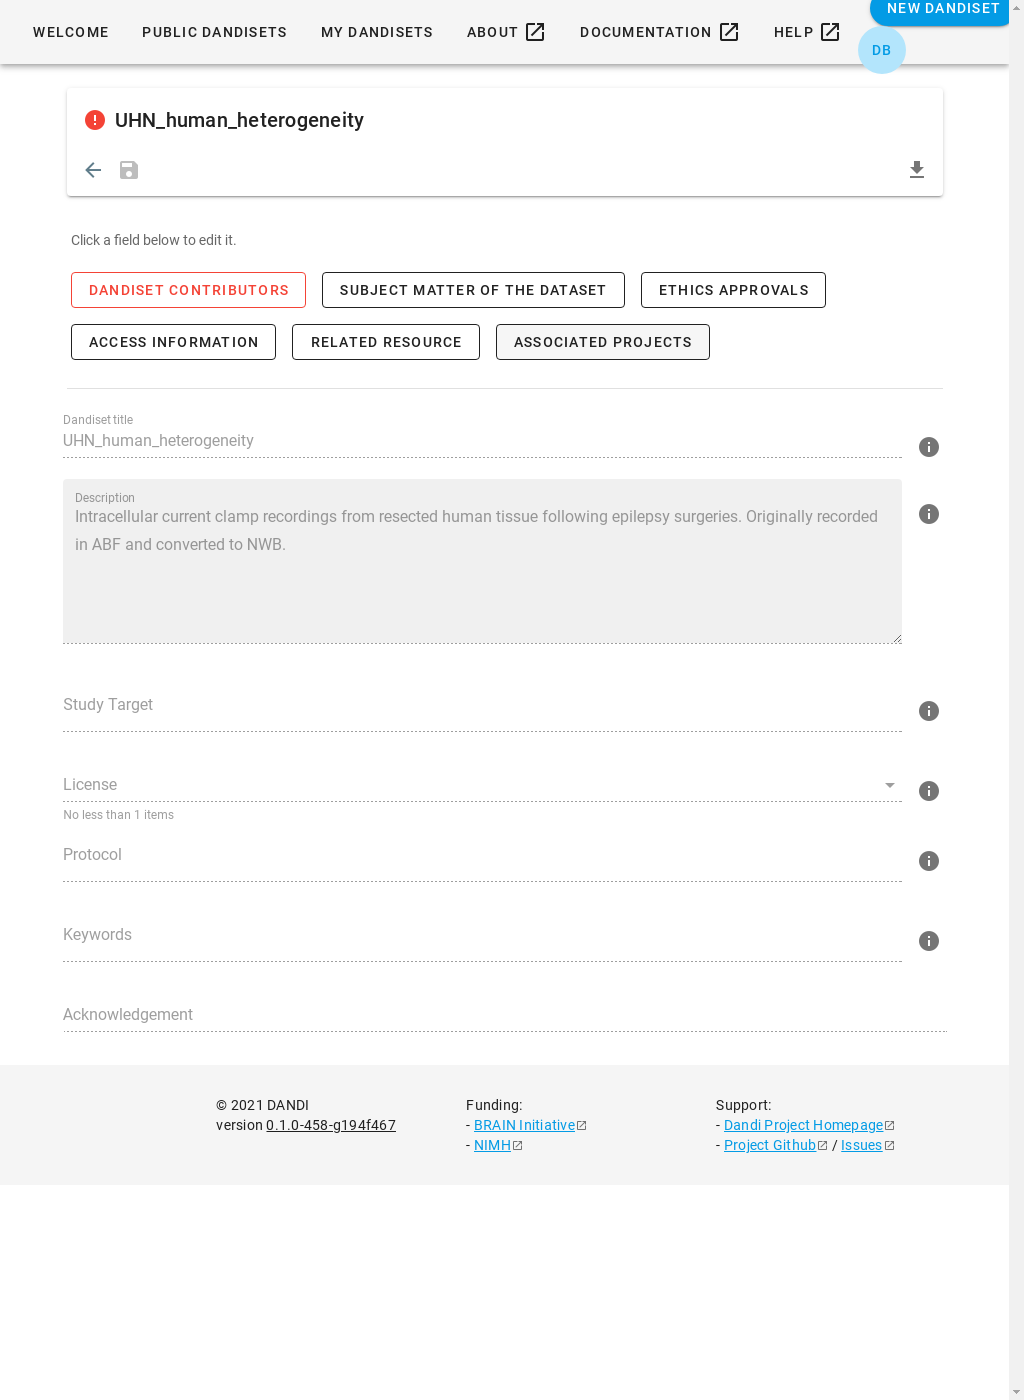 WELCOME PUBLIC DANDISETS MY DANDISETS ABOUT DOCUMENTATION HELP NEW DANDISET
DB
UHN_human_heterogeneity
Click a field below to edit it.
DANDISET CONTRIBUTORS SUBJECT MATTER OF THE DATASET ETHICS APPROVALS
ACCESS INFORMATION RELATED RESOURCE ASSOCIATED PROJECTS
Dandiset title
UHN_human_heterogeneity
Description
Intracellular current clamp recordings from resected human tissue following epilepsy surgeries. Originally recorded
in ABF and converted to NWB.
Study Target
License
No less than 1 items
Protocol
Keywords
Acknowledgement
© 2021 DANDI
version 0.1.0-458-g194f467
Funding:
- BRAIN Initiative
- NIMH
Support:
- Dandi Project Homepage
- Project Github / Issues